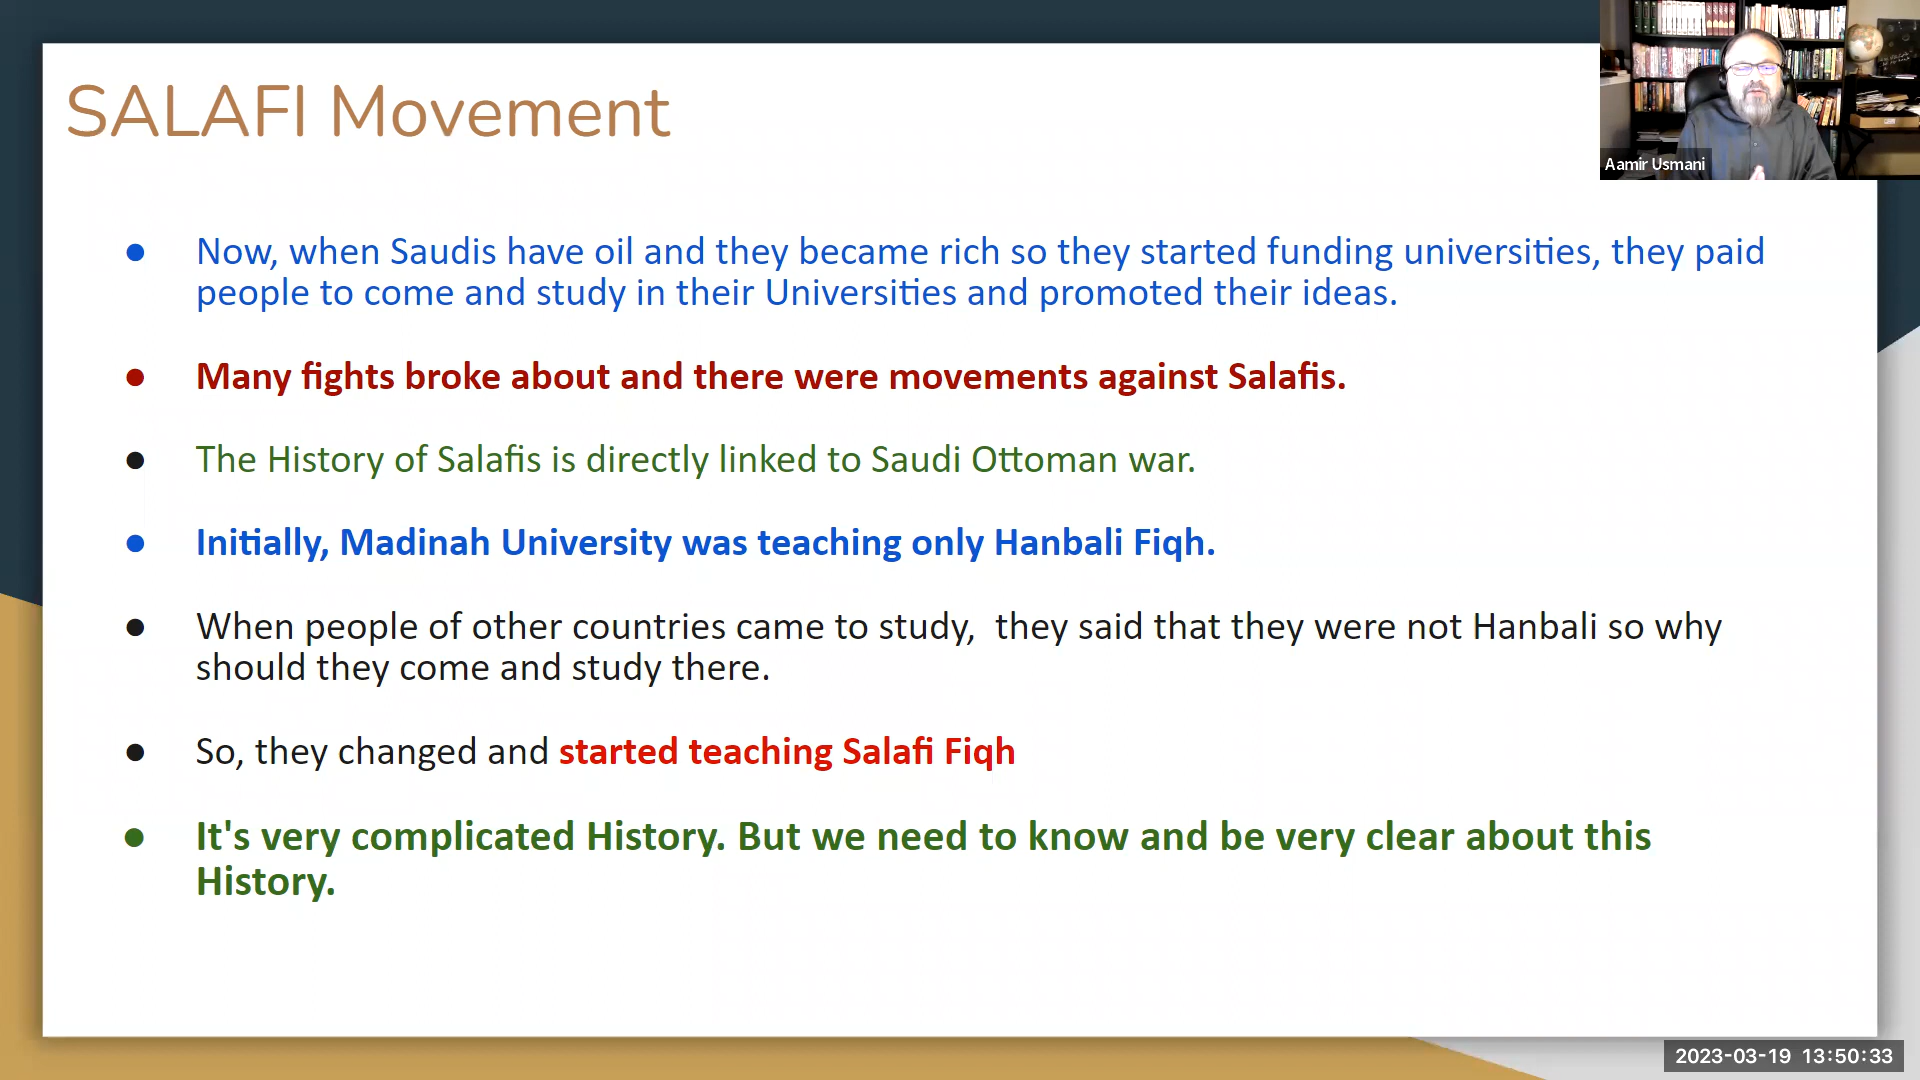 SALAFI Movement
Aamir Usmani
● Now, when Saudis have oil and they became rich so they started funding universities, they paid
people to come and study in their Universities and promoted their ideas.
● Many fights broke about and there were movements against Salafis.
● The History of Salafis is directly linked to Saudi Ottoman war.
● Initially, Madinah University was teaching only Hanbali Fiqh.
● When people of other countries came to study,  they said that they were not Hanbali so why
should they come and study there.
● So, they changed and started teaching Salafi Fiqh
● It's very complicated History. But we need to know and be very clear about this
History.
2023-03-19 13:50:33